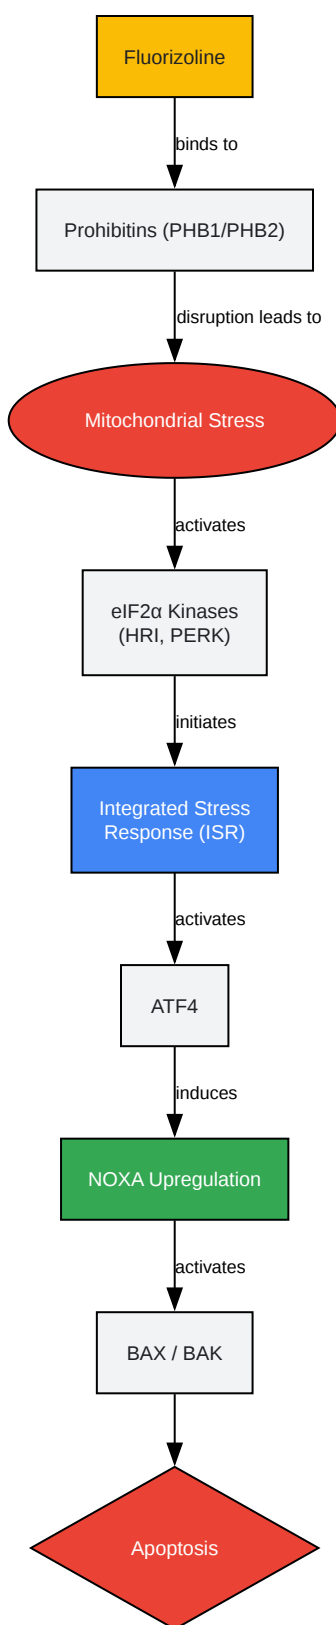 Fluorizoline
binds to
Prohibitins (PHB1/PHB2)
disruption leads to
Mitochondrial Stress
activates
eIF2α Kinases
(HRI, PERK)
initiates
Integrated Stress
Response (ISR)
activates
ATF4
induces
NOXA Upregulation
activates
BAX / BAK
Apoptosis